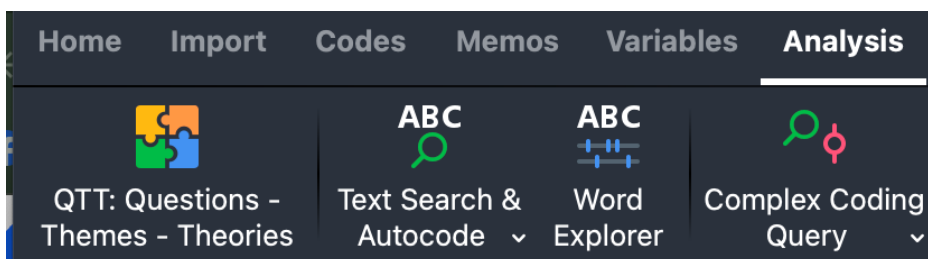 Home Import Codes Memos Variables Analysis
ABC ABC
QTT: Questions - Text Search & Word Complex Coding
Themes - Theories Autocode Explorer Query